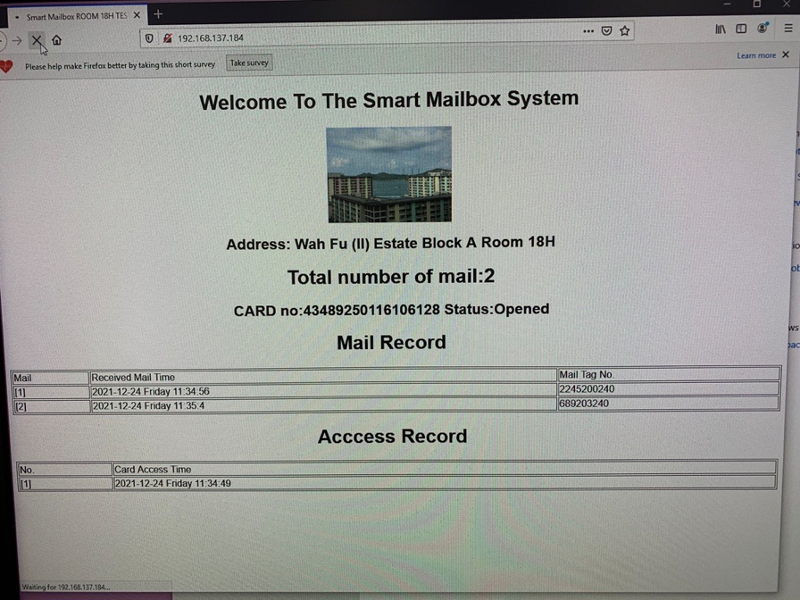 Smart Mailbox ROOM 18H TES
192.168.137.184
Please help make Firefox better by taking this short survey
Take survey
Learn more
Welcome To The Smart Mailbox System
Address: Wah Fu (II) Estate Block A Room 18H
Total number of mail:2
CARD no:43489250116106128 Status:Opened
Mail Record
Mail Received Mail Time Mail Tag No.
[1] 2021-12-24 Friday 11:34:56 2245200240
[2] 2021-12-24 Friday 11:35:4 689203240
Acccess Record
No. Card Access Time
[1] 2021-12-24 Friday 11:34:49
Waiting for 192.168.137.184...